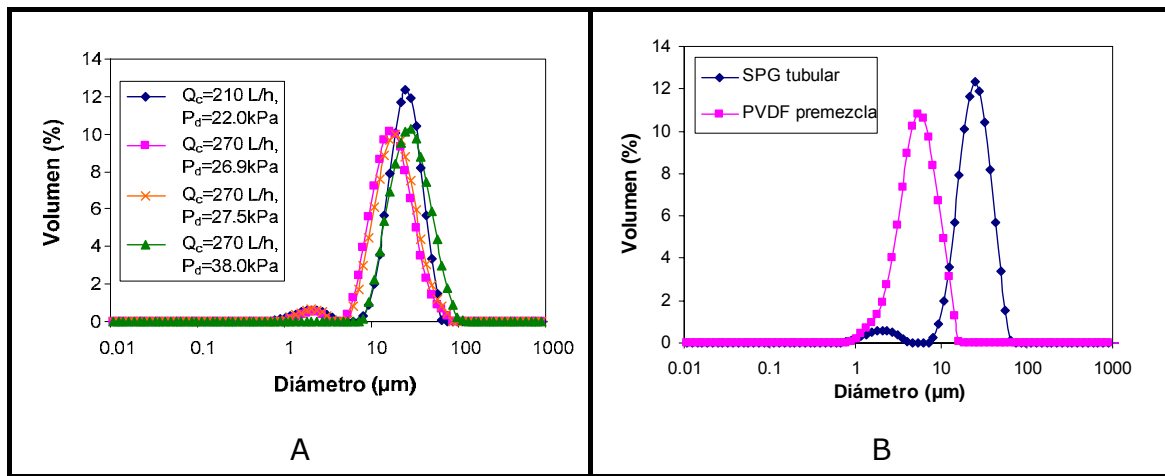 14
12
10
8
6
4
2
0
Volumen (%)
Qc=210 L/h,
Pd=22.0kPa
Qc=270 L/h,
Pd=26.9kPa
Qc=270 L/h,
Pd=27.5kPa
Qc=270 L/h,
Pd=38.0kPa
0.01 0.1 1 10 100 1000
Diámetro (µm)
A
14
12
10
8
6
4
2
0
Volumen (%)
SPG tubular
PVDF premezcla
0.01 0.1 1 10 100 1000
Diámetro (µm)
B